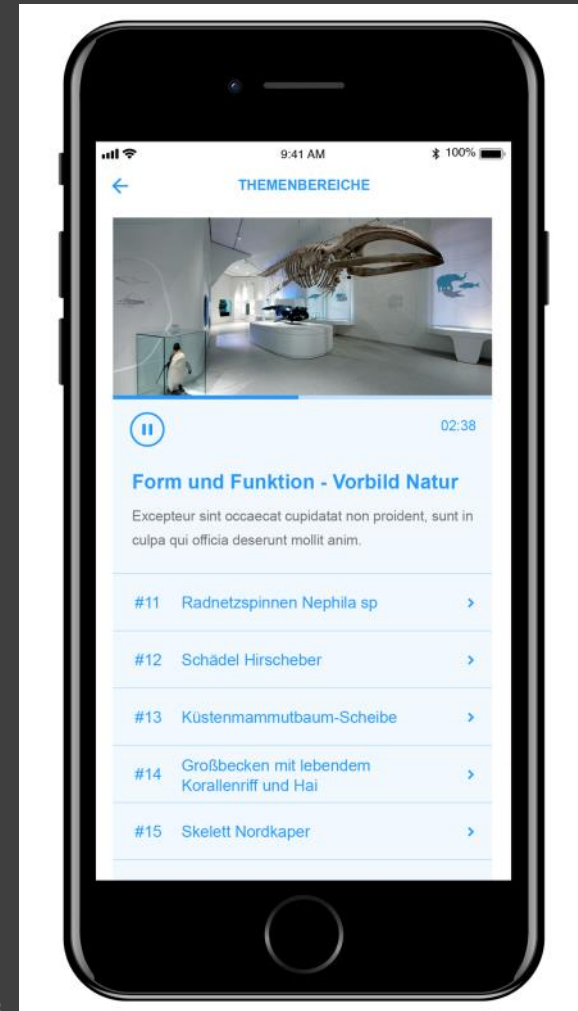 9:41 AM
100%
THEMENBEREICHE
02:38
Form und Funktion - Vorbild Natur
Excepteur sint occaecat cupidatat non proident, sunt in
culpa qui officia deserunt mollit anim.
#11 Radnetzspinnen Nephila sp
#12 Schädel Hirscheber
#13 Küstenmammutbaum-Scheibe
#14 Großbecken mit lebendem
Korallenriff und Hai
#15 Skelett Nordkaper